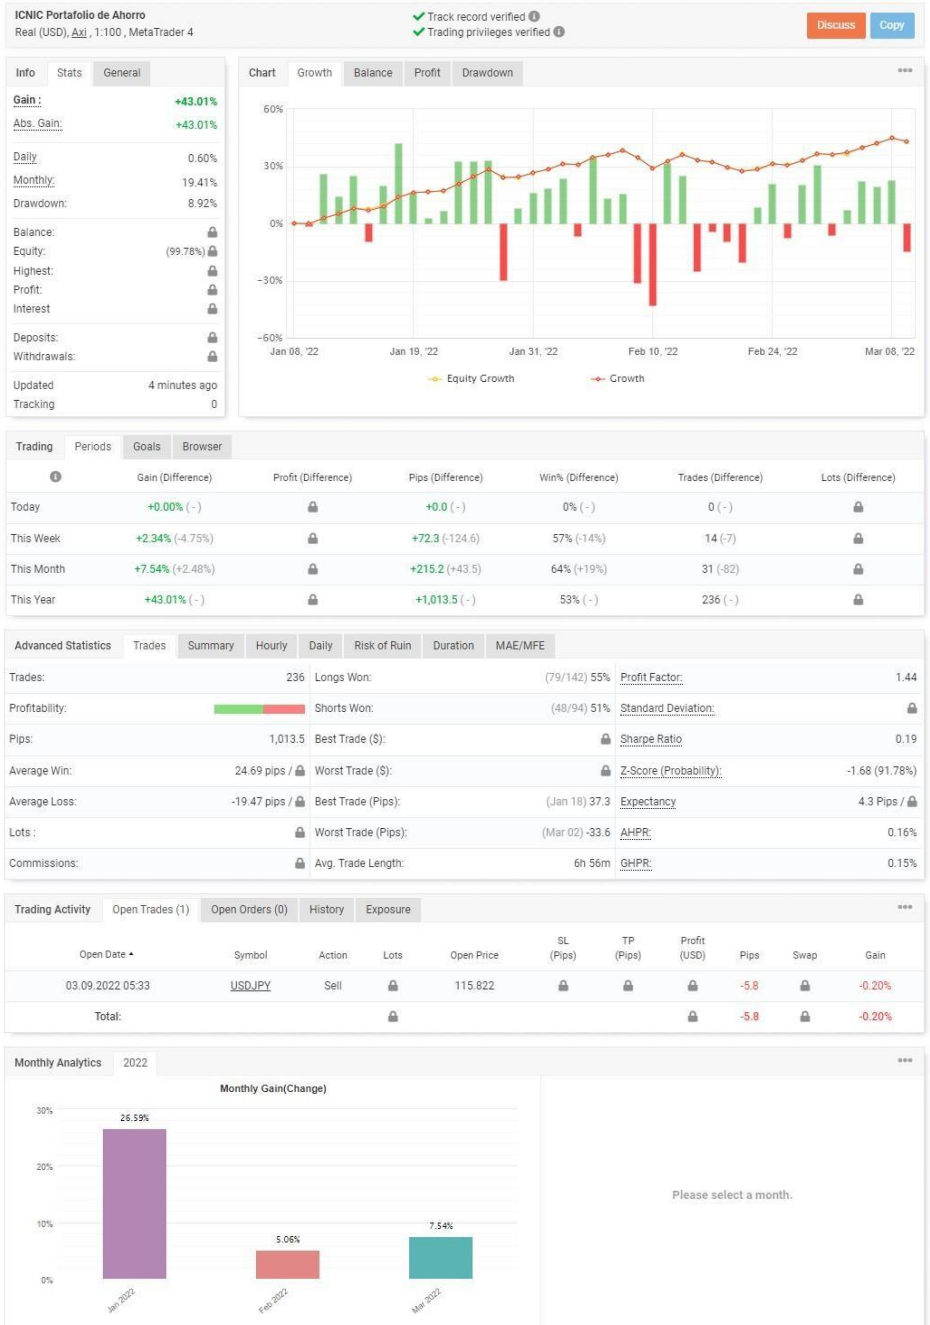 ICNIC Portafolio de Ahorro
Real (USD), Axi , 1:100 , MetaTrader 4
Track record verified
Trading privileges verified
Discuss
Copy
Info Stats General
Gain : +43.01%
Abs. Gain: +43.01%
Daily 0.60%
Monthly: 19.41%
Drawdown: 8.92%
Balance:
Equity: (99.78%)
Highest:
Profit:
Interest
Deposits:
Withdrawals:
Updated 4 minutes ago
Tracking 0
Chart Growth Balance Profit Drawdown
60%
30%
0%
−30%
−60%
Jan 08, '22 Jan 19, '22 Jan 31, '22 Feb 10, '22 Feb 24, '22 Mar 08, '22
Equity Growth Growth
Trading Periods Goals Browser
Gain (Difference) Profit (Difference) Pips (Difference) Win% (Difference) Trades (Difference) Lots (Difference)
Today +0.00% ( - ) +0.0 ( - ) 0% ( - ) 0 ( - )
This Week +2.34% (-4.75%) +72.3 (-124.6) 57% (-14%) 14 (-7)
This Month +7.54% (+2.48%) +215.2 (+43.5) 64% (+19%) 31 (-82)
This Year +43.01% ( - ) +1,013.5 ( - ) 53% ( - ) 236 ( - )
Advanced Statistics Trades Summary Hourly Daily Risk of Ruin Duration MAE/MFE
Trades: 236 Longs Won: (79/142) 55% Profit Factor: 1.44
Profitability: Shorts Won: (48/94) 51% Standard Deviation:
Pips: 1,013.5 Best Trade ($): Sharpe Ratio 0.19
Average Win: 24.69 pips / Worst Trade ($): Z-Score (Probability): -1.68 (91.78%)
Average Loss: -19.47 pips / Best Trade (Pips): (Jan 18) 37.3 Expectancy 4.3 Pips /
Lots : Worst Trade (Pips): (Mar 02) -33.6 AHPR: 0.16%
Commissions: Avg. Trade Length: 6h 56m GHPR: 0.15%
Trading Activity Open Trades (1) Open Orders (0) History Exposure
Open Date Symbol Action Lots Open Price SL (Pips) TP (Pips) Profit (USD) Pips Swap Gain
03.09.2022 05:33 USDJPY Sell 115.822 -5.8 -0.20%
Total: -5.8 -0.20%
Monthly Analytics 2022
Monthly Gain(Change)
30%
20%
10%
0%
26.59%
5.06%
7.54%
Jan 2022 Feb 2022 Mar 2022
Please select a month.